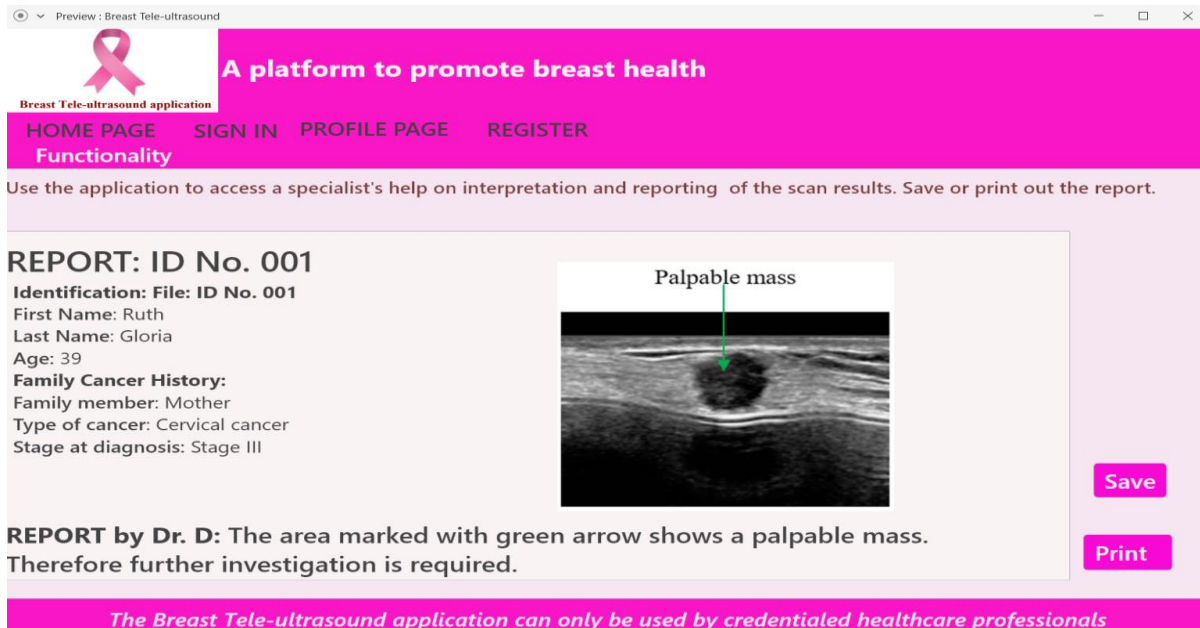 Preview : Breast Tele-ultrasound
A platform to promote breast health
Breast Tele-ultrasound application
HOME PAGE SIGN IN PROFILE PAGE REGISTER
Functionality
Use the application to access a specialist's help on interpretation and reporting of the scan results. Save or print out the report.
REPORT: ID No. 001
Identification: File: ID No. 001
First Name: Ruth
Last Name: Gloria
Age: 39
Family Cancer History:
Family member: Mother
Type of cancer: Cervical cancer
Stage at diagnosis: Stage III
Palpable mass
Save
REPORT by Dr. D: The area marked with green arrow shows a palpable mass.
Therefore further investigation is required.
Print
The Breast Tele-ultrasound application can only be used by credentialed healthcare professionals